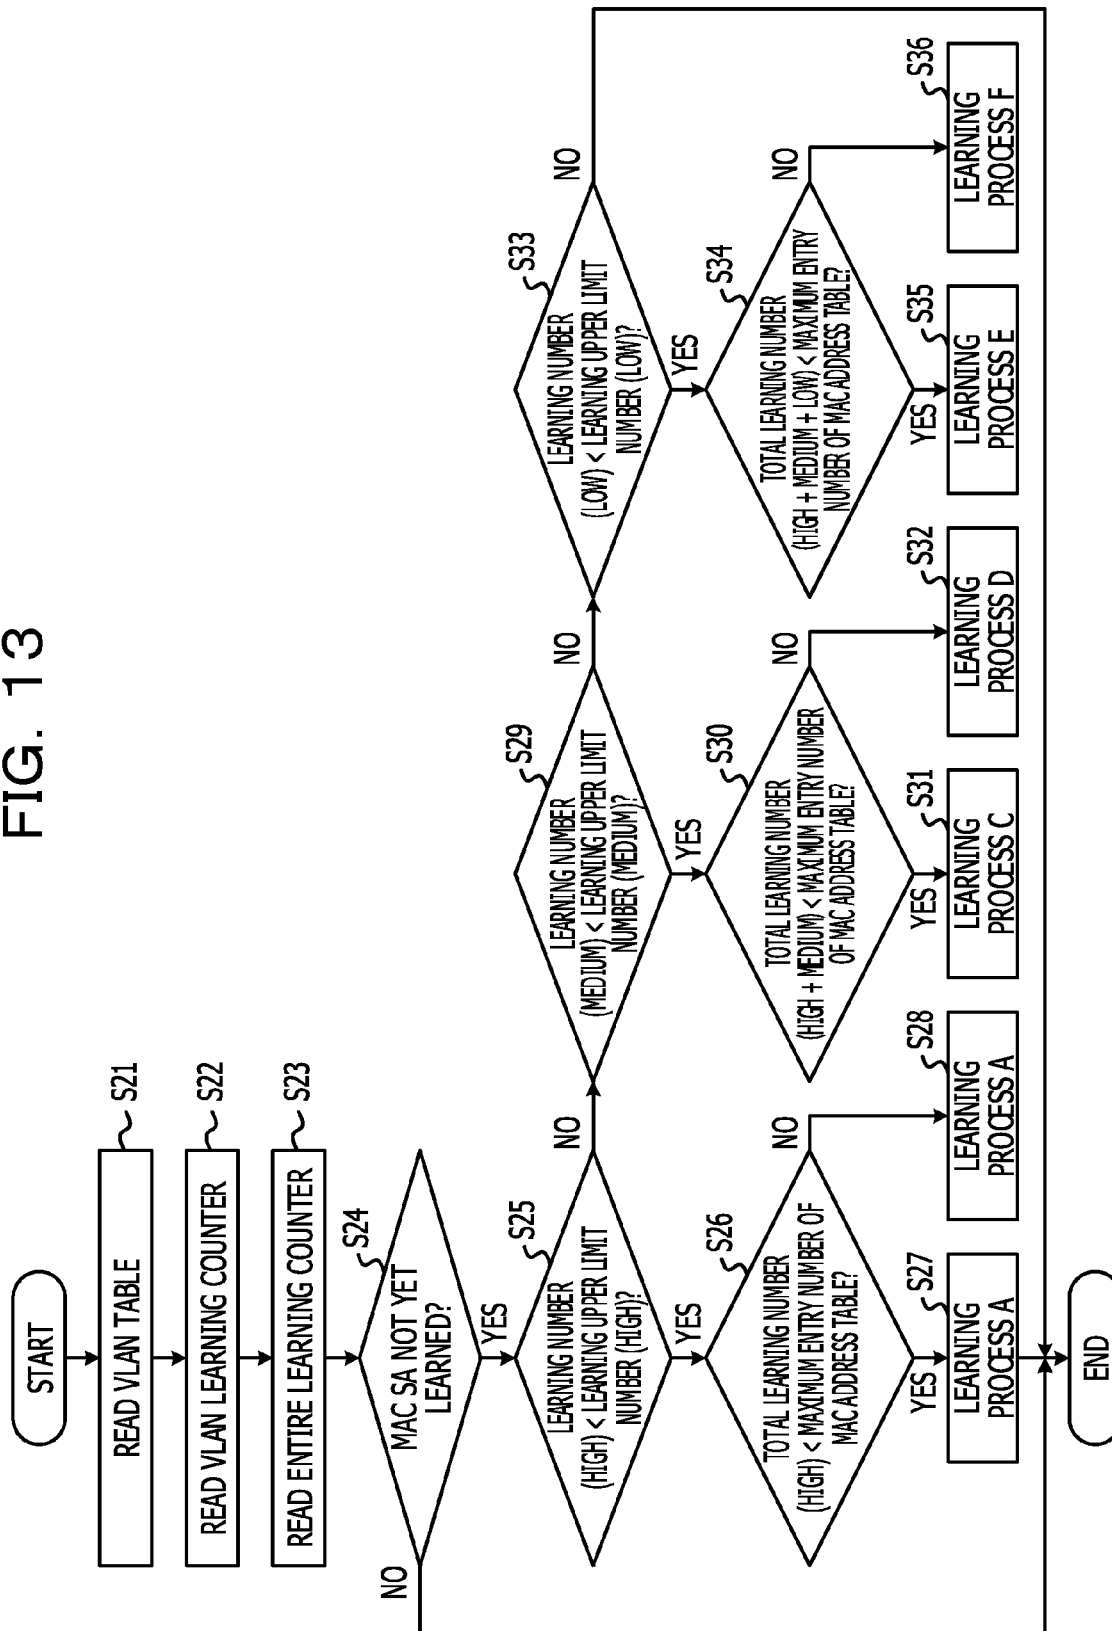 FIG. 13
START
READ VLAN TABLE
S21
READ VLAN LEARNING COUNTER
S22
READ ENTIRE LEARNING COUNTER
S23
MAC SA NOT YET
LEARNED?
S24
NO
YES
LEARNING NUMBER
(HIGH) < LEARNING UPPER LIMIT
NUMBER (HIGH)?
S25
NO
YES
TOTAL LEARNING NUMBER
(HIGH) < MAXIMUM ENTRY NUMBER OF
MAC ADDRESS TABLE?
S26
NO
YES
LEARNING
PROCESS A
S27
LEARNING
PROCESS A
S28
LEARNING NUMBER
(MEDIUM) < LEARNING UPPER LIMIT
NUMBER (MEDIUM)?
S29
NO
YES
TOTAL LEARNING NUMBER
(HIGH + MEDIUM) < MAXIMUM ENTRY NUMBER
OF MAC ADDRESS TABLE?
S30
NO
YES
LEARNING
PROCESS C
S31
LEARNING
PROCESS D
S32
LEARNING NUMBER
(LOW) < LEARNING UPPER LIMIT
NUMBER (LOW)?
S33
NO
YES
TOTAL LEARNING NUMBER
(HIGH + MEDIUM + LOW) < MAXIMUM ENTRY
NUMBER OF MAC ADDRESS TABLE?
S34
NO
YES
LEARNING
PROCESS E
S35
LEARNING
PROCESS F
S36
END